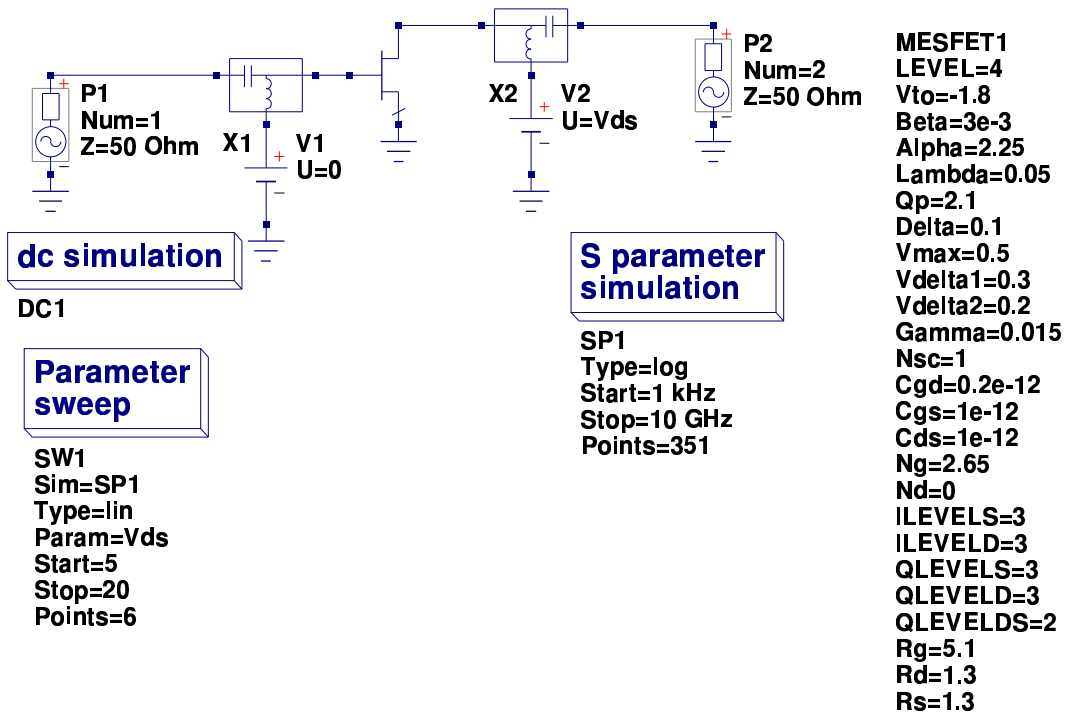 P1
Num=1
Z=50 Ohm
X1
V1
U=0
X2
V2
U=Vds
P2
Num=2
Z=50 Ohm
dc simulation
DC1
Parameter
sweep
SW1
Sim=SP1
Type=lin
Param=Vds
Start=5
Stop=20
Points=6
S parameter
simulation
SP1
Type=log
Start=1 kHz
Stop=10 GHz
Points=351
MESFET1
LEVEL=4
Vto=-1.8
Beta=3e-3
Alpha=2.25
Lambda=0.05
Qp=2.1
Delta=0.1
Vmax=0.5
Vdelta1=0.3
Vdelta2=0.2
Gamma=0.015
Nsc=1
Cgd=0.2e-12
Cgs=1e-12
Cds=1e-12
Ng=2.65
Nd=0
ILEVELS=3
ILEVELD=3
QLEVELS=3
QLEVELD=3
QLEVELDS=2
Rg=5.1
Rd=1.3
Rs=1.3